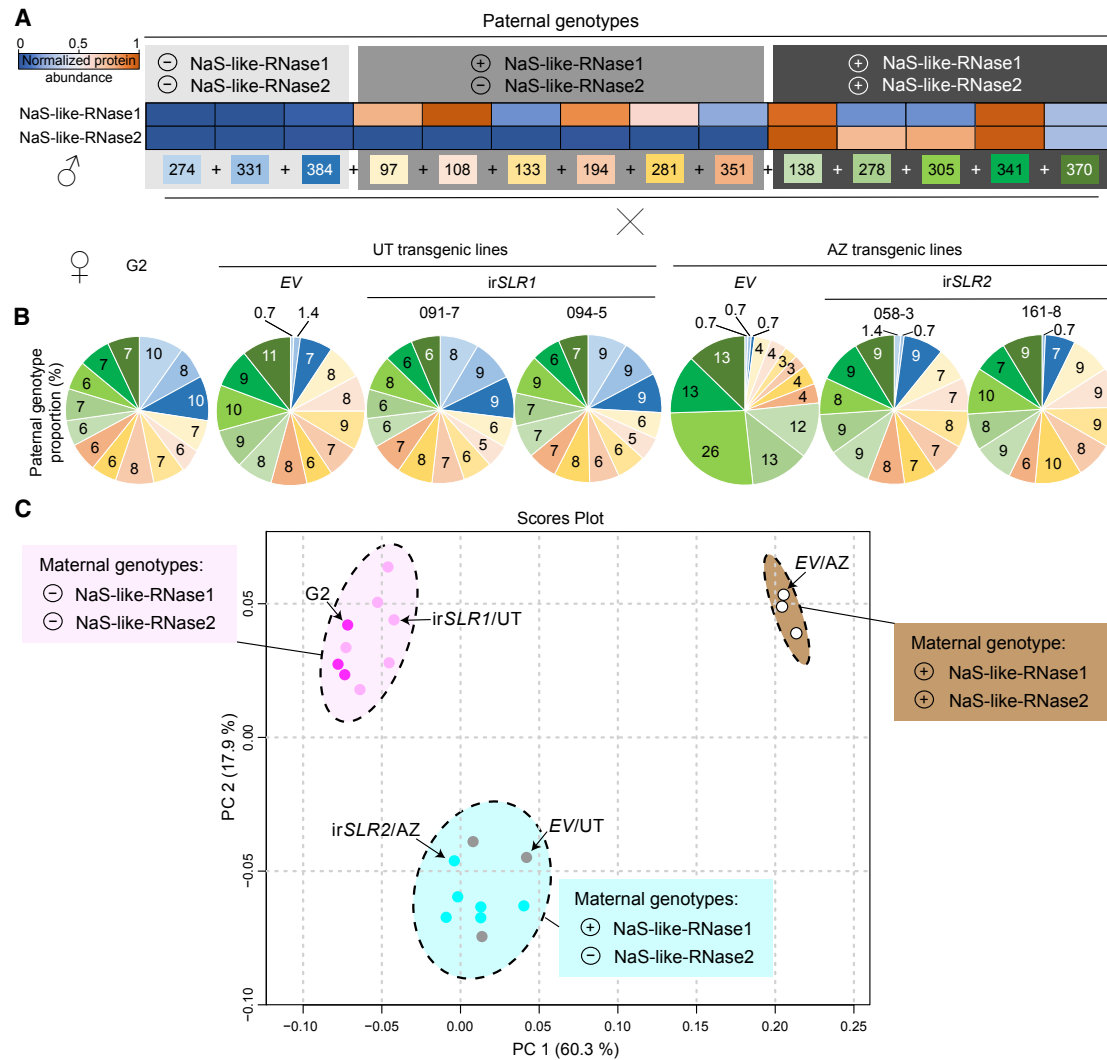 A
Paternal genotypes
0 0.5 1
Normalized protein
abundance
⊖ NaS-like-RNase1
⊖ NaS-like-RNase2
⊕ NaS-like-RNase1
⊖ NaS-like-RNase2
⊕ NaS-like-RNase1
⊕ NaS-like-RNase2
NaS-like-RNase1
NaS-like-RNase2
♂ 274 + 331 + 384 + 97 + 108 + 133 + 194 + 281 + 351 + 138 + 278 + 305 + 341 + 370
♀ G2
UT transgenic lines
AZ transgenic lines
EV
irSLR1
EV
irSLR2
091-7
094-5
058-3
161-8
B
Paternal genotype
proportion (%)
10 8 10 7 6 7 8 6 6 6 7 6 7 7
0.7 1.4 7 8 8 9 7 6 8 8 9 10 9 11
8 9 9 6 5 6 6 7 8 7 6 7 8 6 6
9 9 9 6 5 6 6 8 7 7 7 9 6 7
0.7 0.7 0.7 4 4 3 3 4 4 12 13 26 13 13
1.4 0.7 9 7 7 8 7 7 8 9 9 8 9 9
0.7 7 9 9 9 8 10 6 9 8 10 7 9
C
Scores Plot
Maternal genotypes:
⊖ NaS-like-RNase1
⊖ NaS-like-RNase2
G2
irSLR1/UT
EV/AZ
Maternal genotype:
⊕ NaS-like-RNase1
⊕ NaS-like-RNase2
irSLR2/AZ
EV/UT
Maternal genotypes:
⊕ NaS-like-RNase1
⊖ NaS-like-RNase2
PC 2 (17.9 %)
0.05
0.00
−0.05
−0.10
−0.10 −0.05 0.00 0.05 0.10 0.15 0.20 0.25
PC 1 (60.3 %)